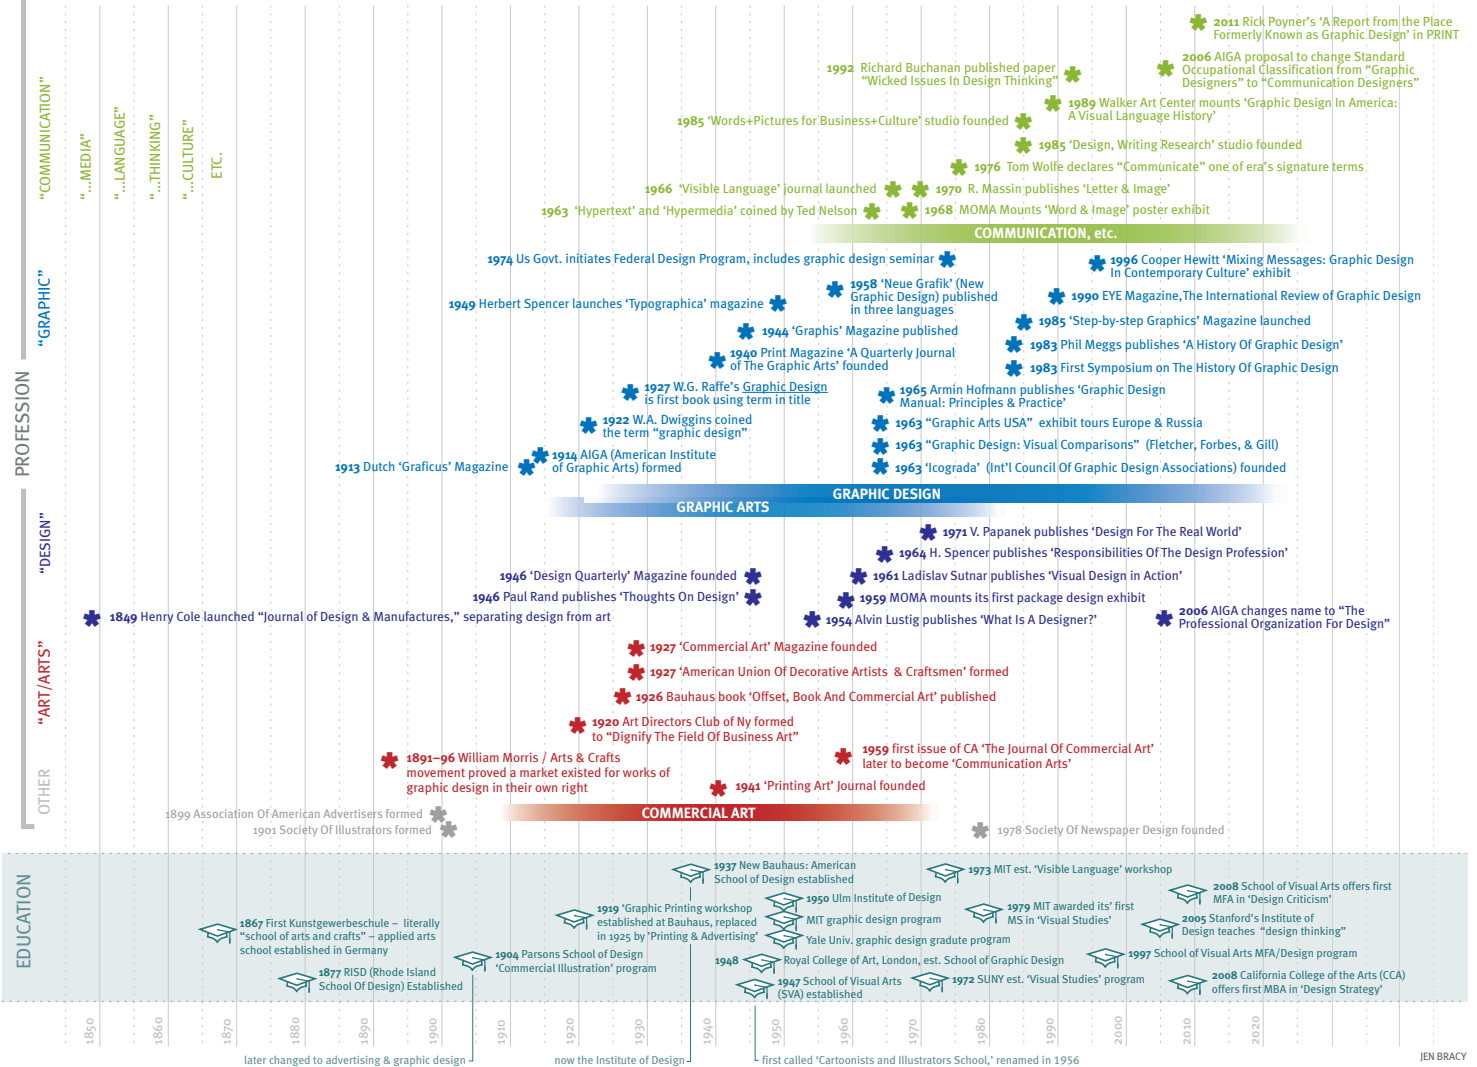 PROFESSION
“COMMUNICATION”
“...MEDIA”
“...LANGUAGE”
“...THINKING”
“...CULTURE”
ETC.
2011 Rick Poyner’s ‘A Report from the Place
Formerly Known as Graphic Design’ in PRINT
2006 AIGA proposal to change Standard
Occupational Classification from “Graphic
Designers” to “Communication Designers”
1992 Richard Buchanan published paper
“Wicked Issues In Design Thinking”
1989 Walker Art Center mounts ‘Graphic Design In America:
A Visual Language History’
1985 ‘Words+Pictures for Business+Culture’ studio founded
1985 ‘Design, Writing Research’ studio founded
1976 Tom Wolfe declares “Communicate” one of era’s signature terms
1966 ‘Visible Language’ journal launched
1970 R. Massin publishes ‘Letter & Image’
1963 ‘Hypertext’ and ‘Hypermedia’ coined by Ted Nelson
1968 MOMA Mounts ‘Word & Image’ poster exhibit
COMMUNICATION, etc.
“GRAPHIC”
1974 Us Govt. initiates Federal Design Program, includes graphic design seminar
1996 Cooper Hewitt ‘Mixing Messages: Graphic Design
In Contemporary Culture’ exhibit
1958 ‘Neue Grafik’ (New
Graphic Design) published
in three languages
1990 EYE Magazine,The International Review of Graphic Design
1949 Herbert Spencer launches ‘Typographica’ magazine
1985 ‘Step-by-step Graphics’ Magazine launched
1944 ‘Graphis’ Magazine published
1983 Phil Meggs publishes ‘A History Of Graphic Design’
1940 Print Magazine ‘A Quarterly Journal
of The Graphic Arts’ founded
1983 First Symposium on The History Of Graphic Design
1927 W.G. Raffe’s Graphic Design
is first book using term in title
1965 Armin Hofmann publishes ‘Graphic Design
Manual: Principles & Practice’
1922 W.A. Dwiggins coined
the term “graphic design”
1963 “Graphic Arts USA” exhibit tours Europe & Russia
1963 “Graphic Design: Visual Comparisons” (Fletcher, Forbes, & Gill)
1914 AIGA (American Institute
of Graphic Arts) formed
1913 Dutch ‘Graficus’ Magazine
1963 ‘Icograda’ (Int’l Council Of Graphic Design Associations) founded
GRAPHIC DESIGN
GRAPHIC ARTS
“DESIGN”
1971 V. Papanek publishes ‘Design For The Real World’
1964 H. Spencer publishes ‘Responsibilities Of The Design Profession’
1946 ‘Design Quarterly’ Magazine founded
1961 Ladislav Sutnar publishes ‘Visual Design in Action’
1946 Paul Rand publishes ‘Thoughts On Design’
1959 MOMA mounts its first package design exhibit
1849 Henry Cole launched “Journal of Design & Manufactures,” separating design from art
1954 Alvin Lustig publishes ‘What Is A Designer?’
2006 AIGA changes name to “The
Professional Organization For Design”
“ART/ARTS”
1927 ‘Commercial Art’ Magazine founded
1927 ‘American Union Of Decorative Artists & Craftsmen’ formed
1926 Bauhaus book ‘Offset, Book And Commercial Art’ published
1920 Art Directors Club of Ny formed
to “Dignify The Field Of Business Art”
1891–96 William Morris / Arts & Crafts
movement proved a market existed for works of
graphic design in their own right
1959 first issue of CA ‘The Journal Of Commercial Art’
later to become ‘Communication Arts’
1941 ‘Printing Art’ Journal founded
COMMERCIAL ART
OTHER
1899 Association Of American Advertisers formed
1901 Society Of Illustrators formed
1978 Society Of Newspaper Design founded
EDUCATION
1937 New Bauhaus: American
School of Design established
1973 MIT est. ‘Visible Language’ workshop
2008 School of Visual Arts offers first
MFA in ‘Design Criticism’
1950 Ulm Institute of Design
1979 MIT awarded its’ first
MS in ‘Visual Studies’
1919 ‘Graphic Printing workshop
established at Bauhaus, replaced
in 1925 by ‘Printing & Advertising’
MIT graphic design program
2005 Stanford’s Institute of
Design teaches “design thinking”
1867 First Kunstgewerbeschule – literally
“school of arts and crafts” – applied arts
school established in Germany
Yale Univ. graphic design gradute program
1904 Parsons School of Design
‘Commercial Illustration’ program
1948 Royal College of Art, London, est. School of Graphic Design
1997 School of Visual Arts MFA/Design program
1877 RISD (Rhode Island
School Of Design) Established
1947 School of Visual Arts
(SVA) established
1972 SUNY est. ‘Visual Studies’ program
2008 California College of the Arts (CCA)
offers first MBA in ‘Design Strategy’
1850
1860
1870
1880
1890
1900
1910
1920
1930
1940
1950
1960
1970
1980
1990
2000
2010
2020
later changed to advertising & graphic design
now the Institute of Design
first called ‘Cartoonists and Illustrators School,’ renamed in 1956
JEN BRACY